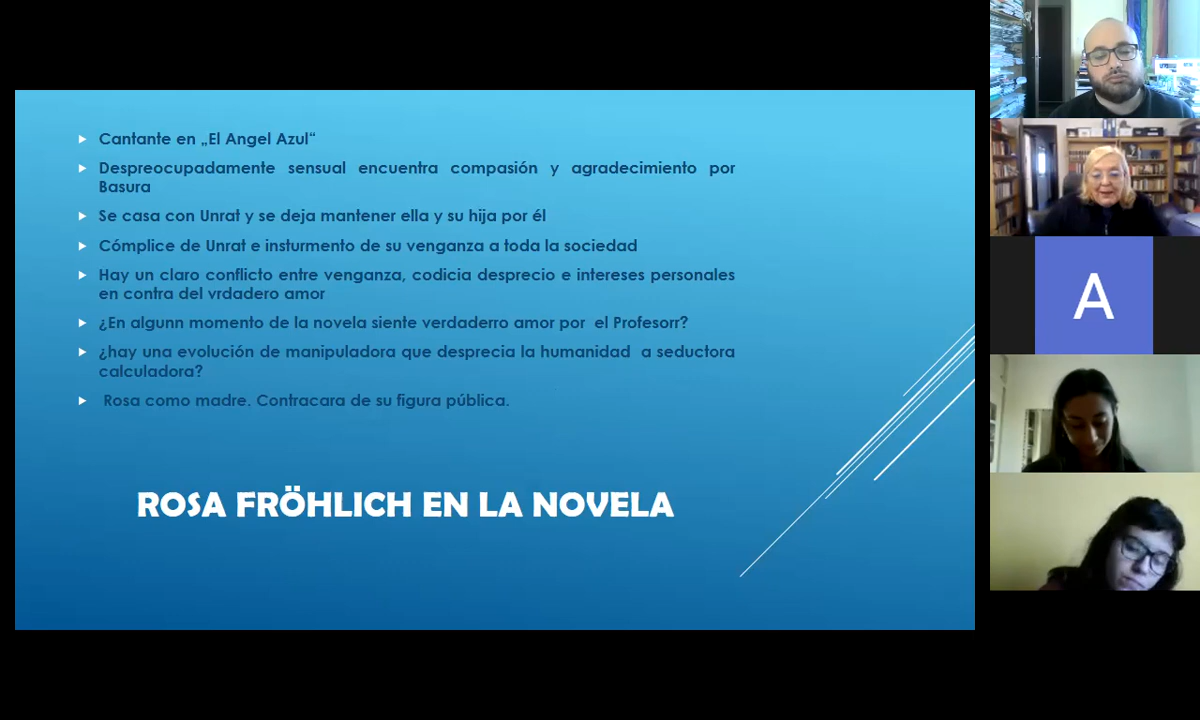 Cantante en „El Angel Azul“
Despreocupadamente sensual encuentra compasión y agradecimiento por
Basura
Se casa con Unrat y se deja mantener ella y su hija por él
Cómplice de Unrat e insturmento de su venganza a toda la sociedad
Hay un claro conflicto entre venganza, codicia desprecio e intereses personales
en contra del vrdadero amor
¿En algunn momento de la novela siente verdaderro amor por el Profesorr?
¿hay una evolución de manipuladora que desprecia la humanidad a seductora
calculadora?
Rosa como madre. Contracara de su figura pública.
ROSA FRÖHLICH EN LA NOVELA
A